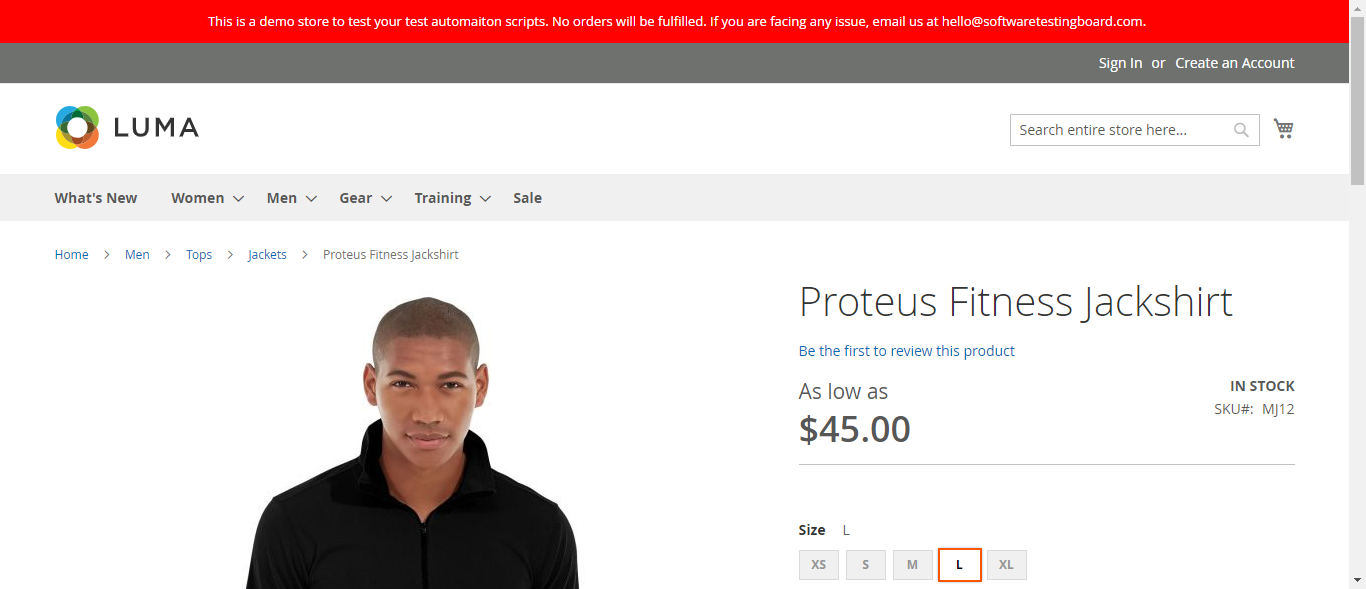 This is a demo store to test your test automaiton scripts. No orders will be fulfilled. If you are facing any issue, email us at hello@softwaretestingboard.com.
Sign In or Create an Account
LUMA
Search entire store here...
What's New Women Men Gear Training Sale
Home > Men > Tops > Jackets > Proteus Fitness Jackshirt
Proteus Fitness Jackshirt
Be the first to review this product
As low as
$45.00
IN STOCK
SKU#: MJ12
Size L
XS S M L XL